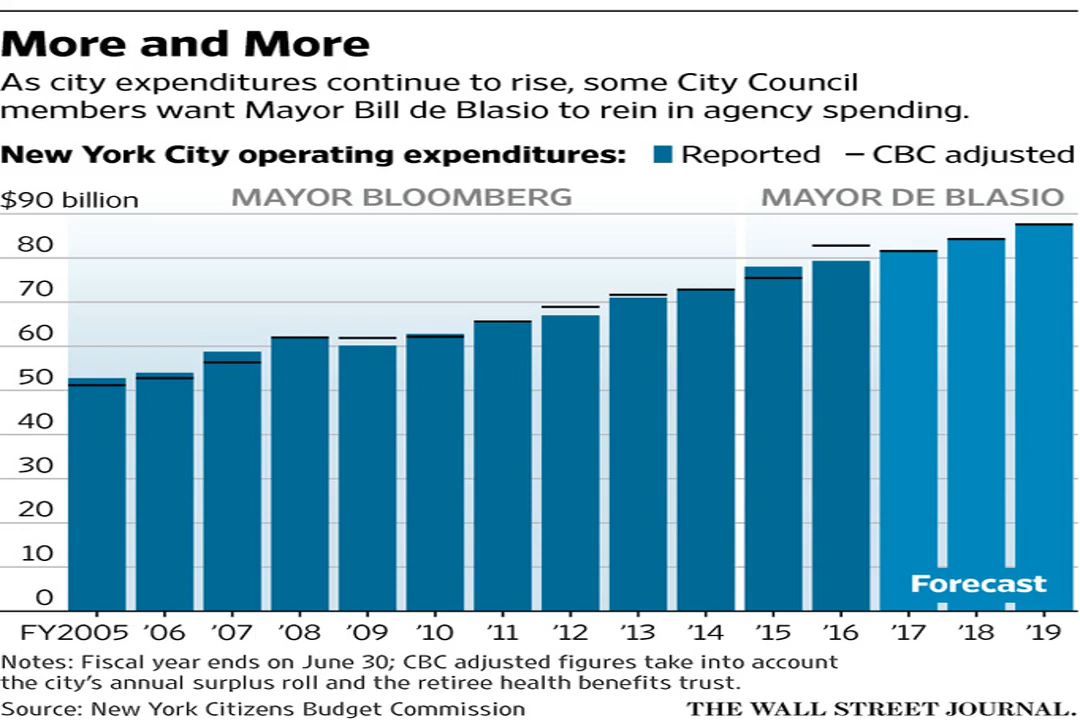 More and More
As city expenditures continue to rise, some City Council
members want Mayor Bill de Blasio to rein in agency spending.
New York City operating expenditures: Reported CBC adjusted
$90 billion MAYOR BLOOMBERG MAYOR DE BLASIO
80
70
60
50
40
30
20
10
Forecast
0
FY2005 ’06 ’07 ’08 ’09 ’10 ’11 ’12 ’13 ’14 ’15 ’16 ’17 ’18 ’19
Notes: Fiscal year ends on June 30; CBC adjusted figures take into account
the city’s annual surplus roll and the retiree health benefits trust.
Source: New York Citizens Budget Commission THE WALL STREET JOURNAL.